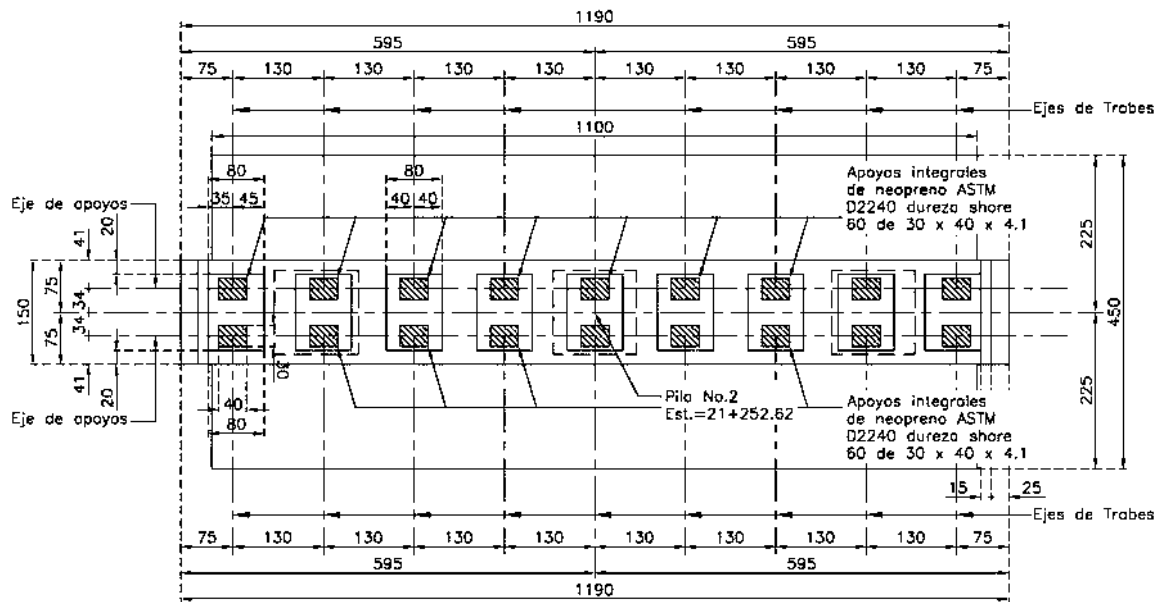 1190
595 595
75 130 130 130 130 130 130 130 130 75
Ejes de Trabes
1100
80 80
35 45 40 40
Apoyos integrales
de neopreno ASTM
D2240 dureza shore
60 de 30 x 40 x 4.1
Eje de apoyos
41 20
225
150 75 34
450
34 75
30
41 20
225
Pila No.2
Est.=21+252.62
Apoyos integrales
de neopreno ASTM
D2240 dureza shore
60 de 30 x 40 x 4.1
40
Eje de apoyos
80
15 25
Ejes de Trabes
75 130 130 130 130 130 130 130 130 75
595 595
1190